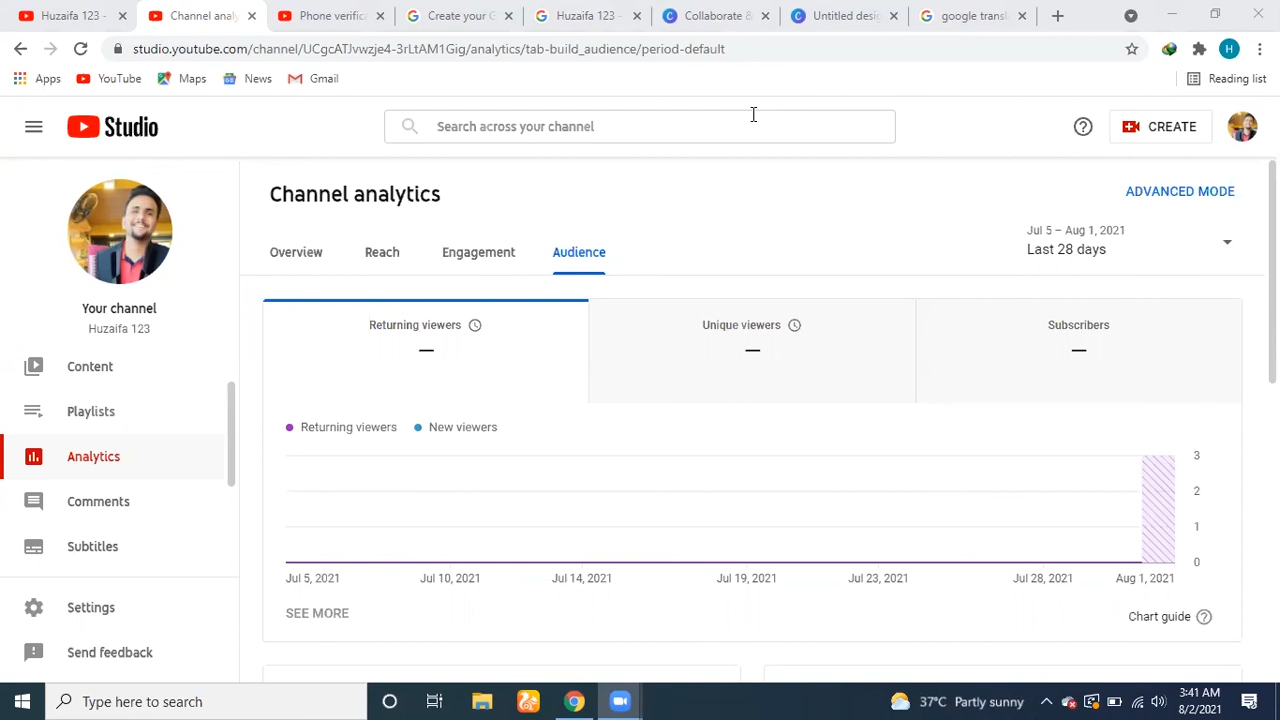 Huzaifa 123 -
Channel analy
Phone verific
Create your G
Huzaifa 123 -
Collaborate &
Untitled desig
google transl
studio.youtube.com/channel/UCgcATJvwzje4-3rLtAM1Gig/analytics/tab-build_audience/period-default
H
Apps
YouTube
Maps
News
Gmail
Reading list
Studio
Search across your channel
CREATE
Your channel
Huzaifa 123
Content
Playlists
Analytics
Comments
Subtitles
Settings
Send feedback
Channel analytics
ADVANCED MODE
Overview
Reach
Engagement
Audience
Jul 5 – Aug 1, 2021
Last 28 days
Returning viewers
—
Unique viewers
—
Subscribers
—
Returning viewers
New viewers
3
2
1
0
Jul 5, 2021
Jul 10, 2021
Jul 14, 2021
Jul 19, 2021
Jul 23, 2021
Jul 28, 2021
Aug 1, 2021
SEE MORE
Chart guide
Type here to search
37°C Partly sunny
3:41 AM
8/2/2021